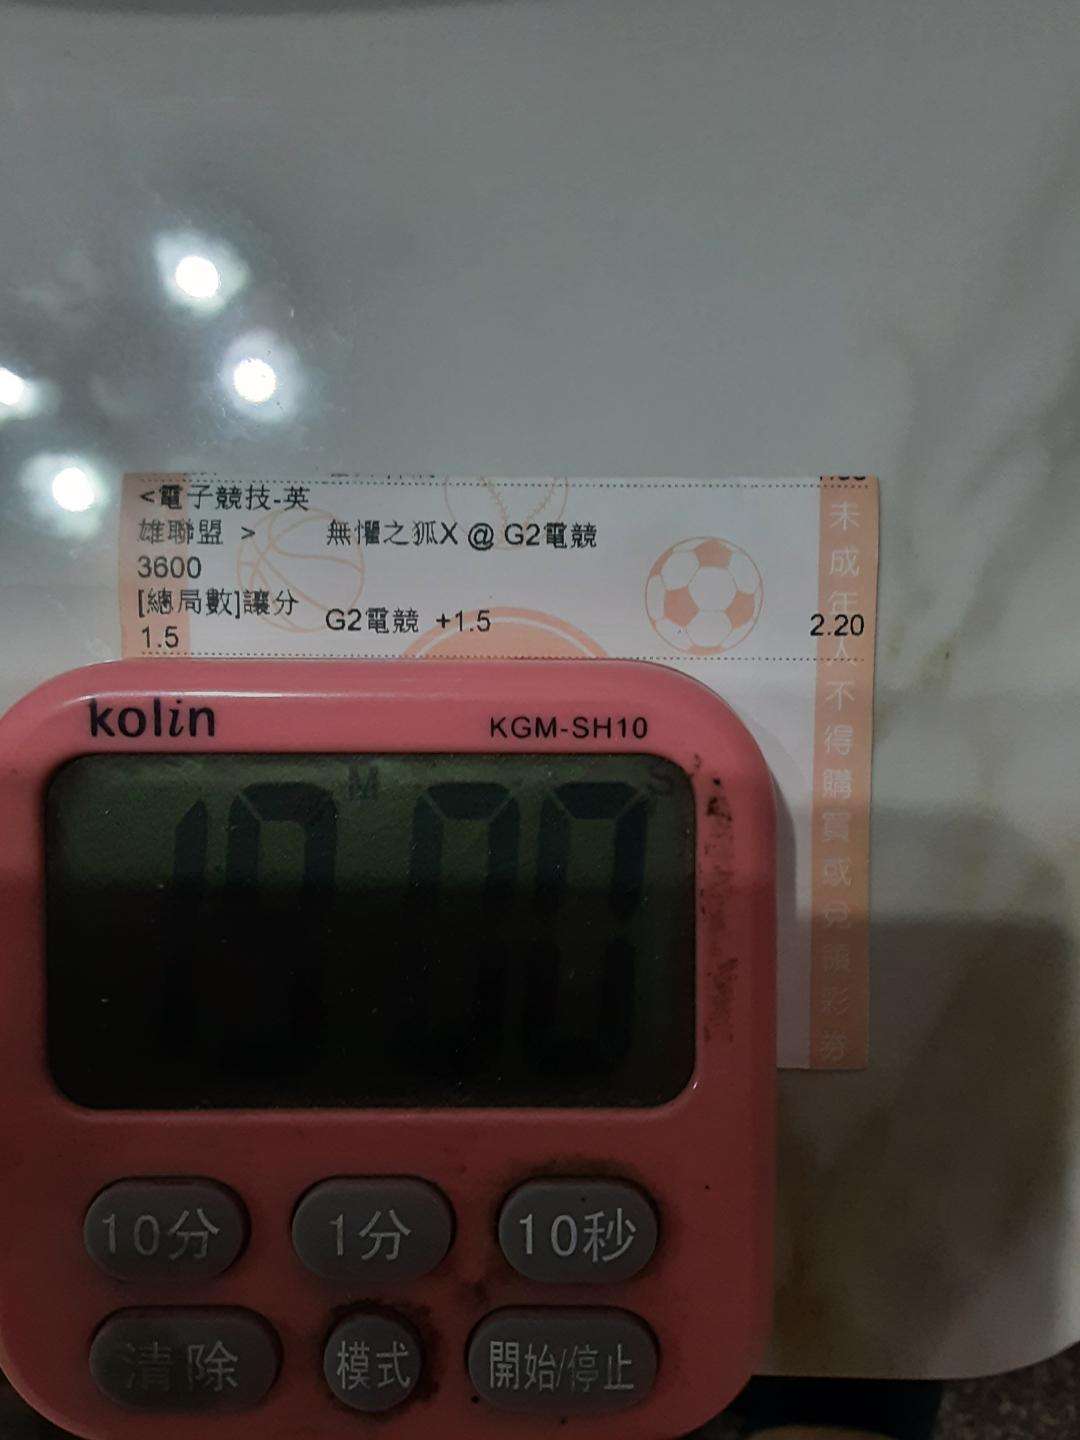 <電子競技-英
雄聯盟 >
無懼之狐X @ G2電競
3600
[總局數]讓分
1.5
G2電競 +1.5
2.20
未成年人不得購買或兌領彩券
kolin
KGM-SH10
M
S
10 00
10分
1分
10秒
清除
模式
開始/停止